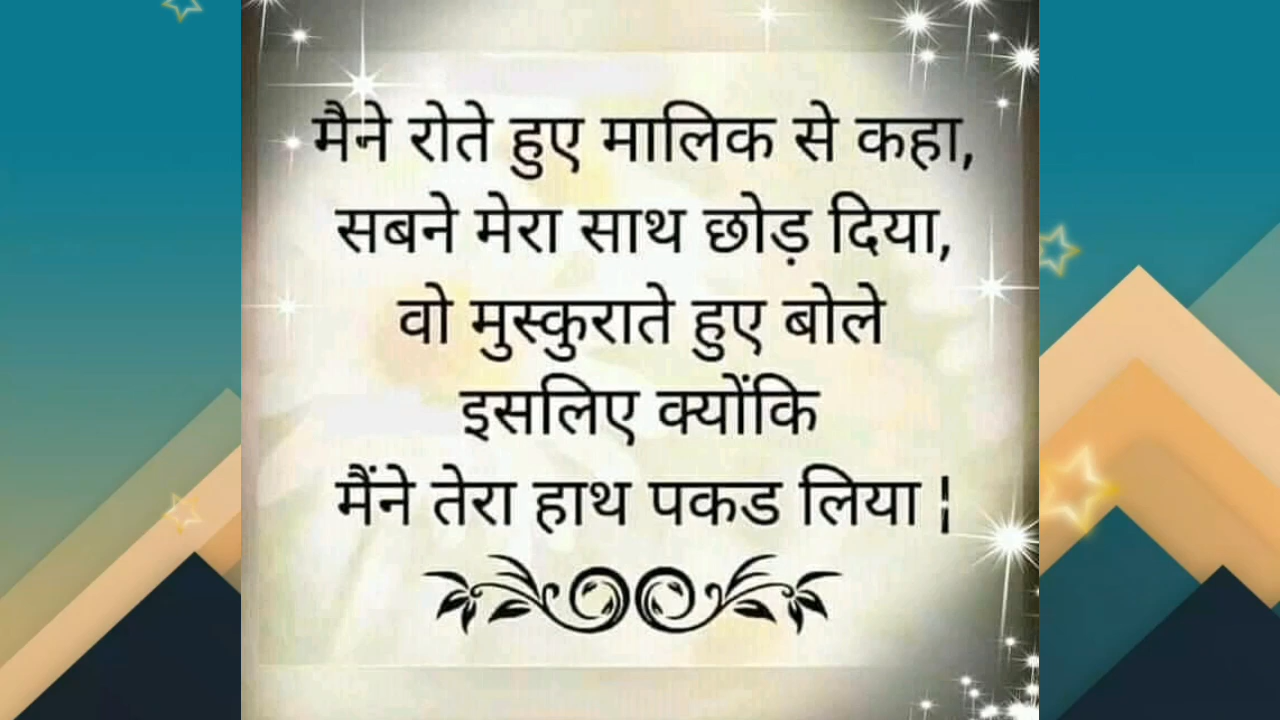 मैने रोते हुए मालिक से कहा,
सबने मेरा साथ छोड़ दिया,
वो मुस्कुराते हुए बोले
इसलिए क्योंकि
मैंने तेरा हाथ पकड लिया ¦